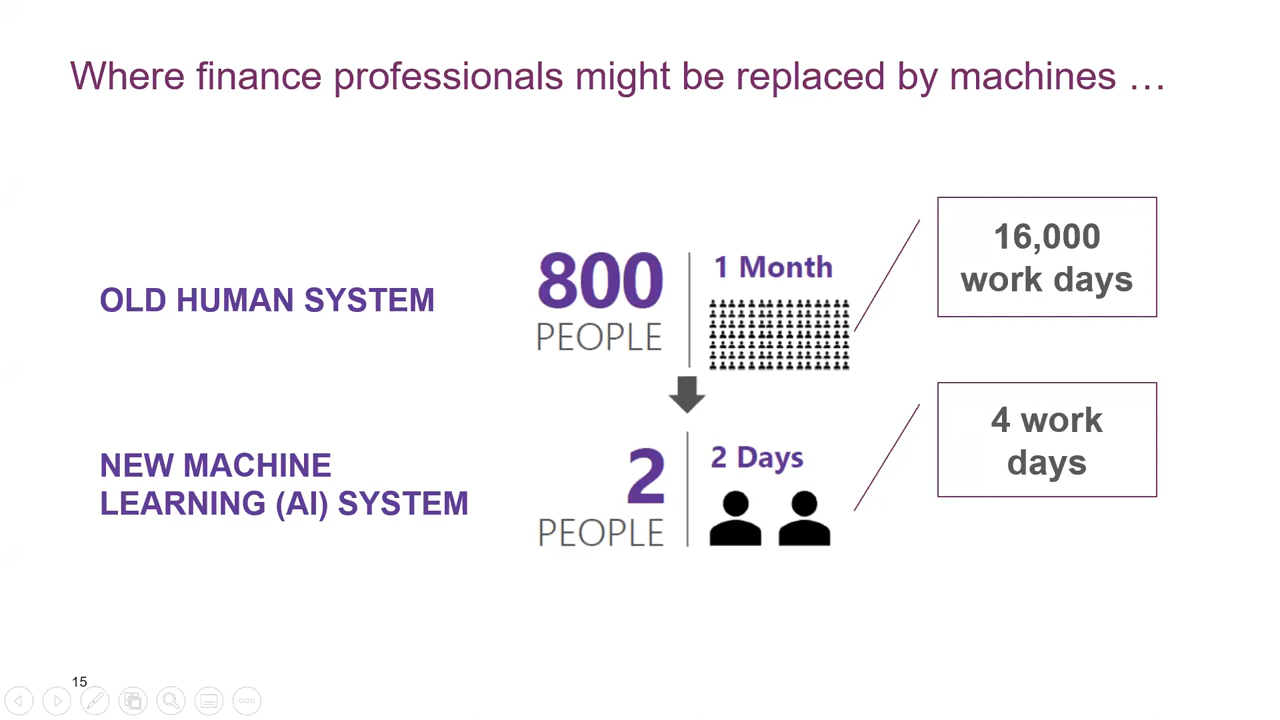 Where finance professionals might be replaced by machines …
OLD HUMAN SYSTEM
800
PEOPLE
1 Month
16,000
work days
NEW MACHINE
LEARNING (AI) SYSTEM
2
PEOPLE
2 Days
4 work
days
15